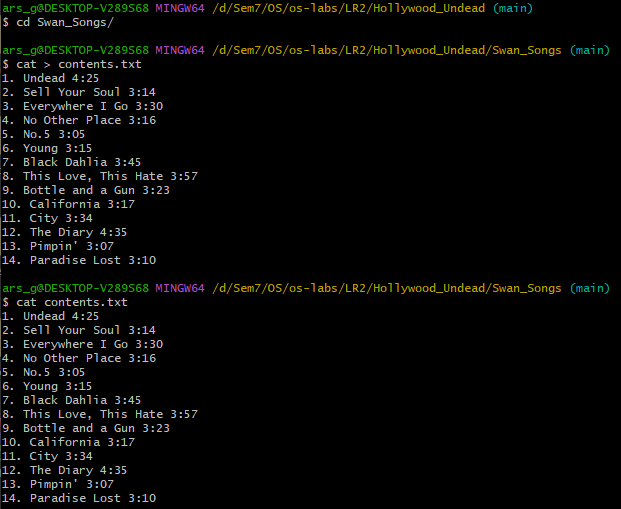 ars_g@DESKTOP-V289S68 MINGW64 /d/Sem7/OS/os-labs/LR2/Hollywood_Undead (main)
$ cd Swan_Songs/
ars_g@DESKTOP-V289S68 MINGW64 /d/Sem7/OS/os-labs/LR2/Hollywood_Undead/Swan_Songs (main)
$ cat > contents.txt
1. Undead 4:25
2. Sell Your Soul 3:14
3. Everywhere I Go 3:30
4. No Other Place 3:16
5. No.5 3:05
6. Young 3:15
7. Black Dahlia 3:45
8. This Love, This Hate 3:57
9. Bottle and a Gun 3:23
10. California 3:17
11. City 3:34
12. The Diary 4:35
13. Pimpin' 3:07
14. Paradise Lost 3:10
ars_g@DESKTOP-V289S68 MINGW64 /d/Sem7/OS/os-labs/LR2/Hollywood_Undead/Swan_Songs (main)
$ cat contents.txt
1. Undead 4:25
2. Sell Your Soul 3:14
3. Everywhere I Go 3:30
4. No Other Place 3:16
5. No.5 3:05
6. Young 3:15
7. Black Dahlia 3:45
8. This Love, This Hate 3:57
9. Bottle and a Gun 3:23
10. California 3:17
11. City 3:34
12. The Diary 4:35
13. Pimpin' 3:07
14. Paradise Lost 3:10